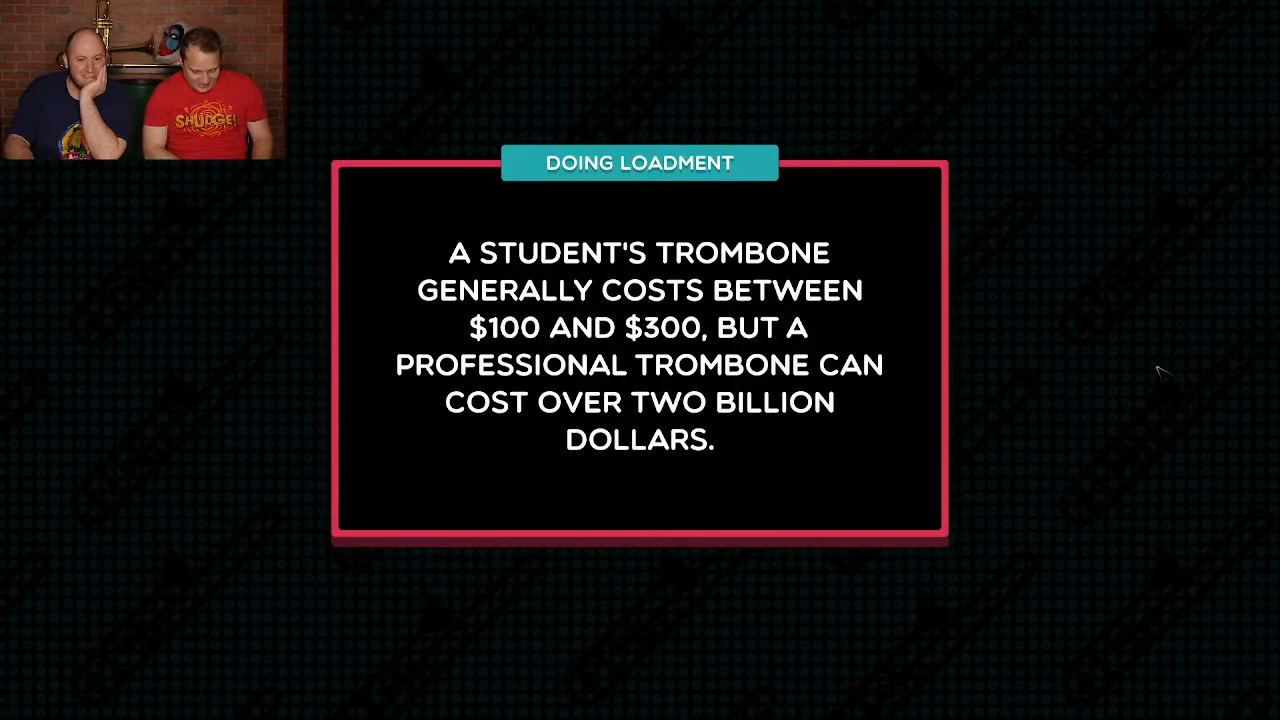 SHUDGE!
DOING LOADMENT
A STUDENT'S TROMBONE
GENERALLY COSTS BETWEEN
$100 AND $300, BUT A
PROFESSIONAL TROMBONE CAN
COST OVER TWO BILLION
DOLLARS.